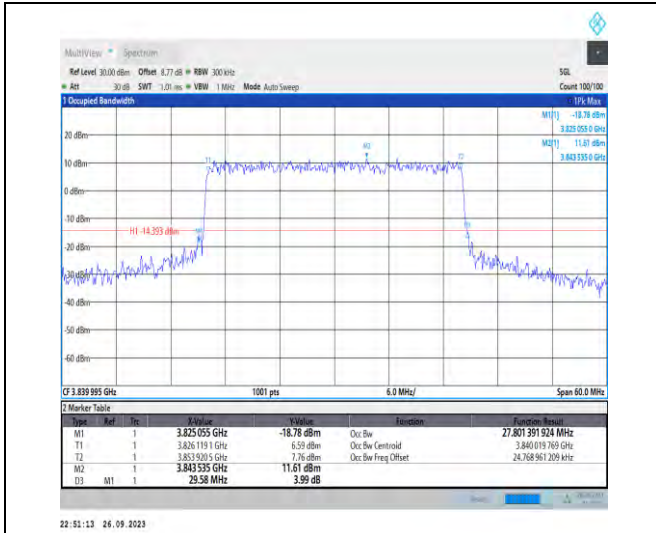 MultiView Spectrum
Ref Level 30.00 dBm Offset 8.77 dB RBW 300 kHz SGL
Att 30 dB SWT 1.01 ms VBW 1 MHz Mode Auto Sweep Count 100/100
1 Occupied Bandwidth 1Pk Max
M1[1] -18.78 dBm
3.825 055 0 GHz
M2[1] 11.61 dBm
3.843 535 0 GHz
20 dBm
M2
T1
T2
10 dBm
0 dBm
-10 dBm
H1 -14.393 dBm
-20 dBm
-30 dBm
-40 dBm
-50 dBm
-60 dBm
CF 3.839 995 GHz 1001 pts 6.0 MHz/ Span 60.0 MHz
2 Marker Table
Type Ref Trc X-Value Y-Value Function Function Result
M1 1 3.825 055 GHz -18.78 dBm Occ Bw 27.801 391 924 MHz
T1 1 3.826 119 1 GHz 6.59 dBm Occ Bw Centroid 3.840 019 769 GHz
T2 1 3.853 920 5 GHz 7.76 dBm Occ Bw Freq Offset 24.768 961 209 kHz
M2 1 3.843 535 GHz 11.61 dBm
D3 M1 1 29.58 MHz 3.99 dB
22:51:13 26.09.2023